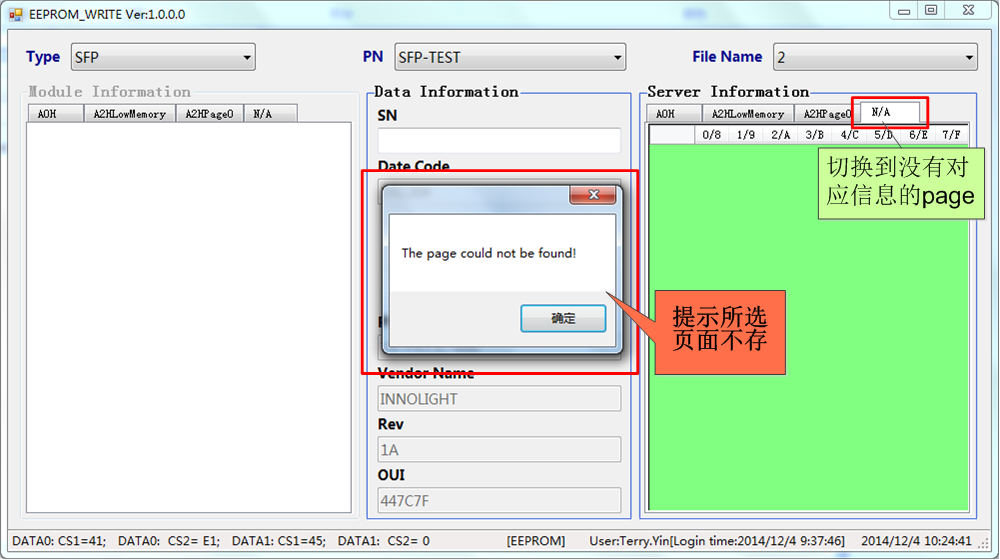 EEPROM_WRITE Ver:1.0.0.0
Type SFP PN SFP-TEST File Name 2
Module Information
A0H A2HLowMemory A2HPage0 N/A
Data Information
SN
Date Code
The page could not be found!
确定
Vendor Name
INNOLIGHT
Rev
1A
OUI
447C7F
Server Information
A0H A2HLowMemory A2HPage0 N/A
0/8 1/9 2/A 3/B 4/C 5/D 6/E 7/F
切换到没有对
应信息的page
提示所选
页面不存
DATA0: CS1=41; DATA0: CS2= E1; DATA1: CS1=45; DATA1: CS2= 0 [EEPROM] User:Terry.Yin[Login time:2014/12/4 9:37:46] 2014/12/4 10:24:41